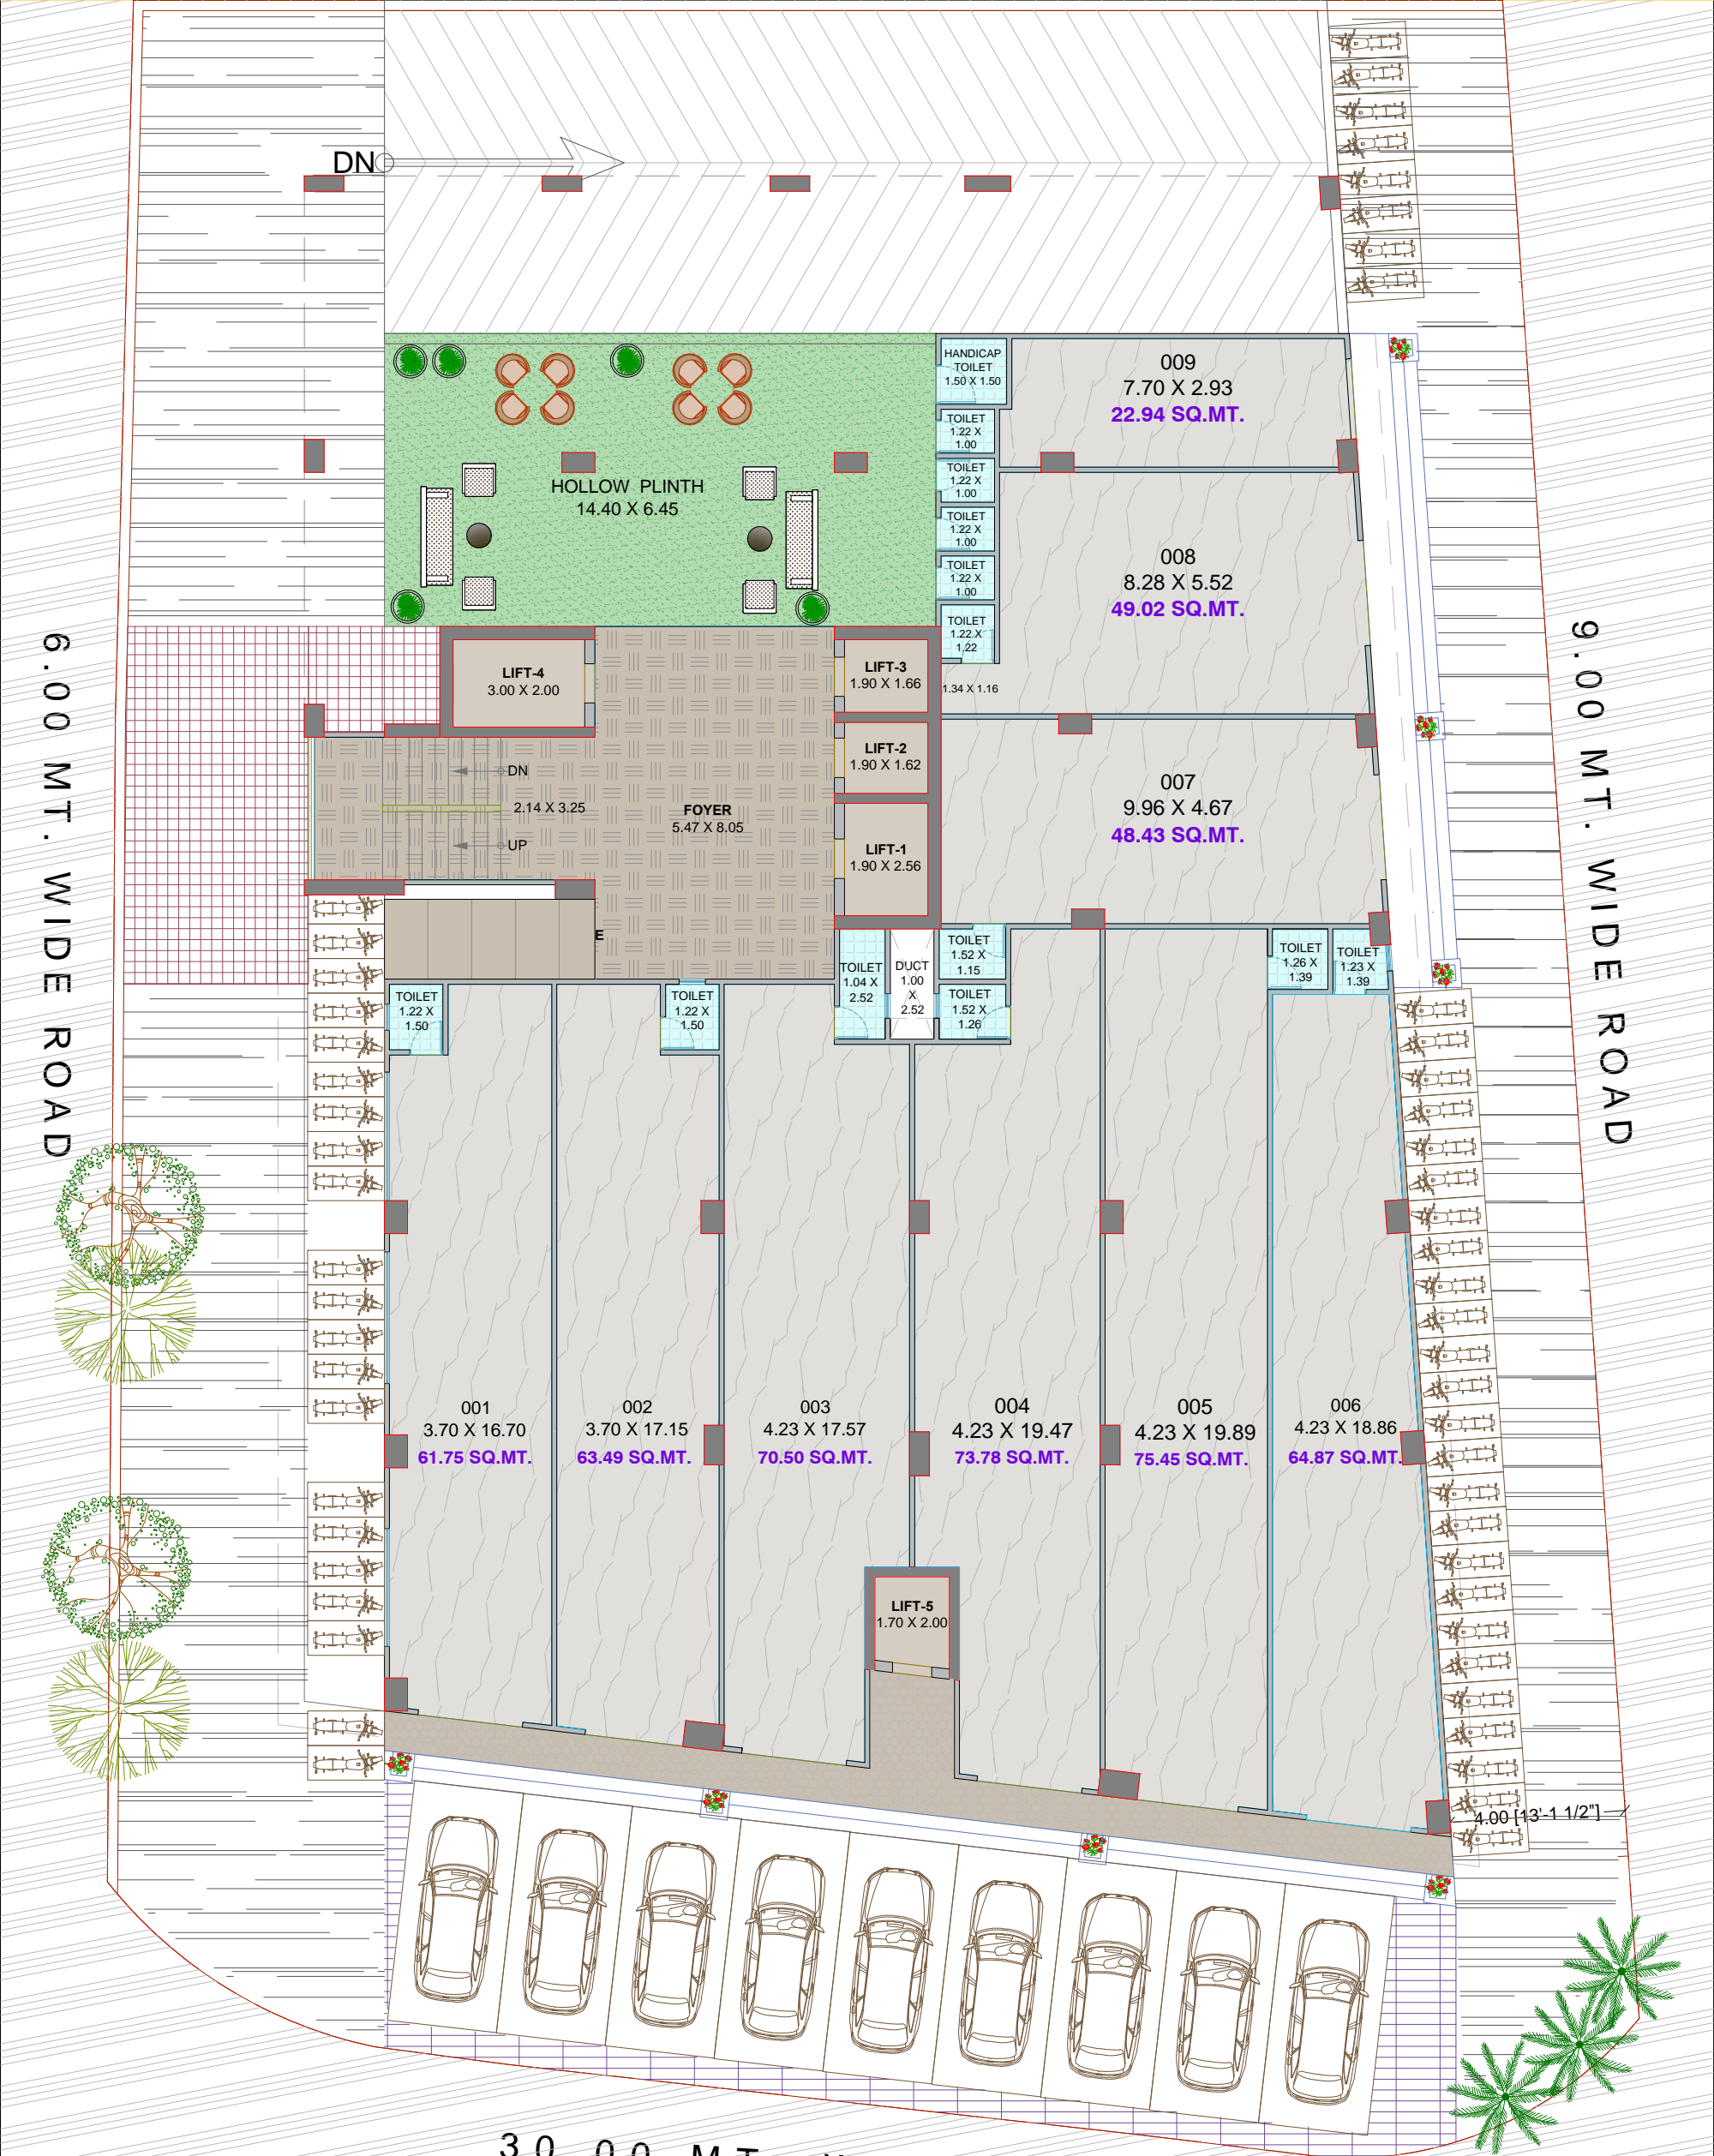 DN
HANDICAP
TOILET
1.50 X 1.50
009
7.70 X 2.93
22.94 SQ.MT.
TOILET
1.22 X
1.00
TOILET
1.22 X
1.00
TOILET
1.22 X
1.00
TOILET
1.22 X
1.00
TOILET
1.22 X
1.22
HOLLOW PLINTH
14.40 X 6.45
008
8.28 X 5.52
49.02 SQ.MT.
1.34 X 1.16
LIFT-4
3.00 X 2.00
LIFT-3
1.90 X 1.66
LIFT-2
1.90 X 1.62
LIFT-1
1.90 X 2.56
DN
2.14 X 3.25
UP
FOYER
5.47 X 8.05
007
9.96 X 4.67
48.43 SQ.MT.
6.00 MT. WIDE ROAD
9.00 MT. WIDE ROAD
E
TOILET
1.22 X
1.50
TOILET
1.22 X
1.50
TOILET
1.04 X
2.52
DUCT
1.00
X
2.52
TOILET
1.52 X
1.15
TOILET
1.52 X
1.26
TOILET
1.26 X
1.39
TOILET
1.23 X
1.39
001
3.70 X 16.70
61.75 SQ.MT.
002
3.70 X 17.15
63.49 SQ.MT.
003
4.23 X 17.57
70.50 SQ.MT.
004
4.23 X 19.47
73.78 SQ.MT.
005
4.23 X 19.89
75.45 SQ.MT.
006
4.23 X 18.86
64.87 SQ.MT.
LIFT-5
1.70 X 2.00
4.00 [13'-1 1/2"]
30.00 MT.